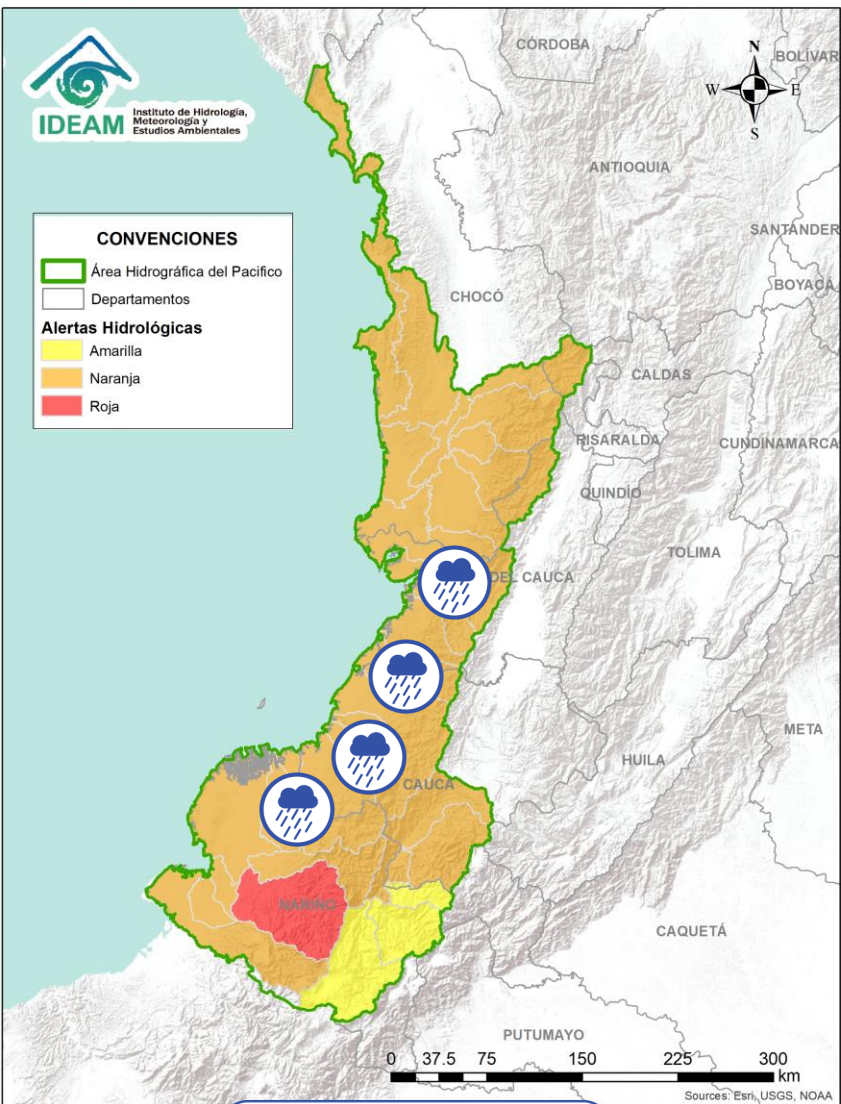 IDEAM
Instituto de Hidrología,
Meteorología y
Estudios Ambientales
CÓRDOBA
BOLÍVAR
N
W
E
S
ANTIOQUIA
SANTANDER
CONVENCIONES
Área Hidrográfica del Pacifico
Departamentos
Alertas Hidrológicas
Amarilla
Naranja
Roja
BOYACÁ
CHOCÓ
CALDAS
RISARALDA
CUNDINAMARCA
QUINDÍO
TOLIMA
DEL CAUCA
META
HUILA
CAUCA
NARIÑO
CAQUETÁ
PUTUMAYO
0 37.5 75 150 225 300
km
Sources: Esri, USGS, NOAA